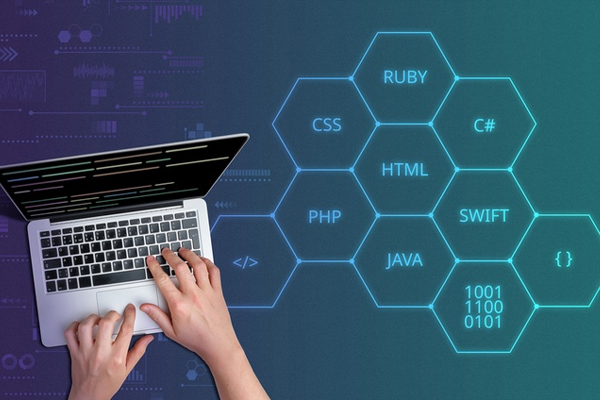 RUBY
CSS
C#
HTML
PHP
SWIFT
</>
JAVA
{ }
1001
1100
0101